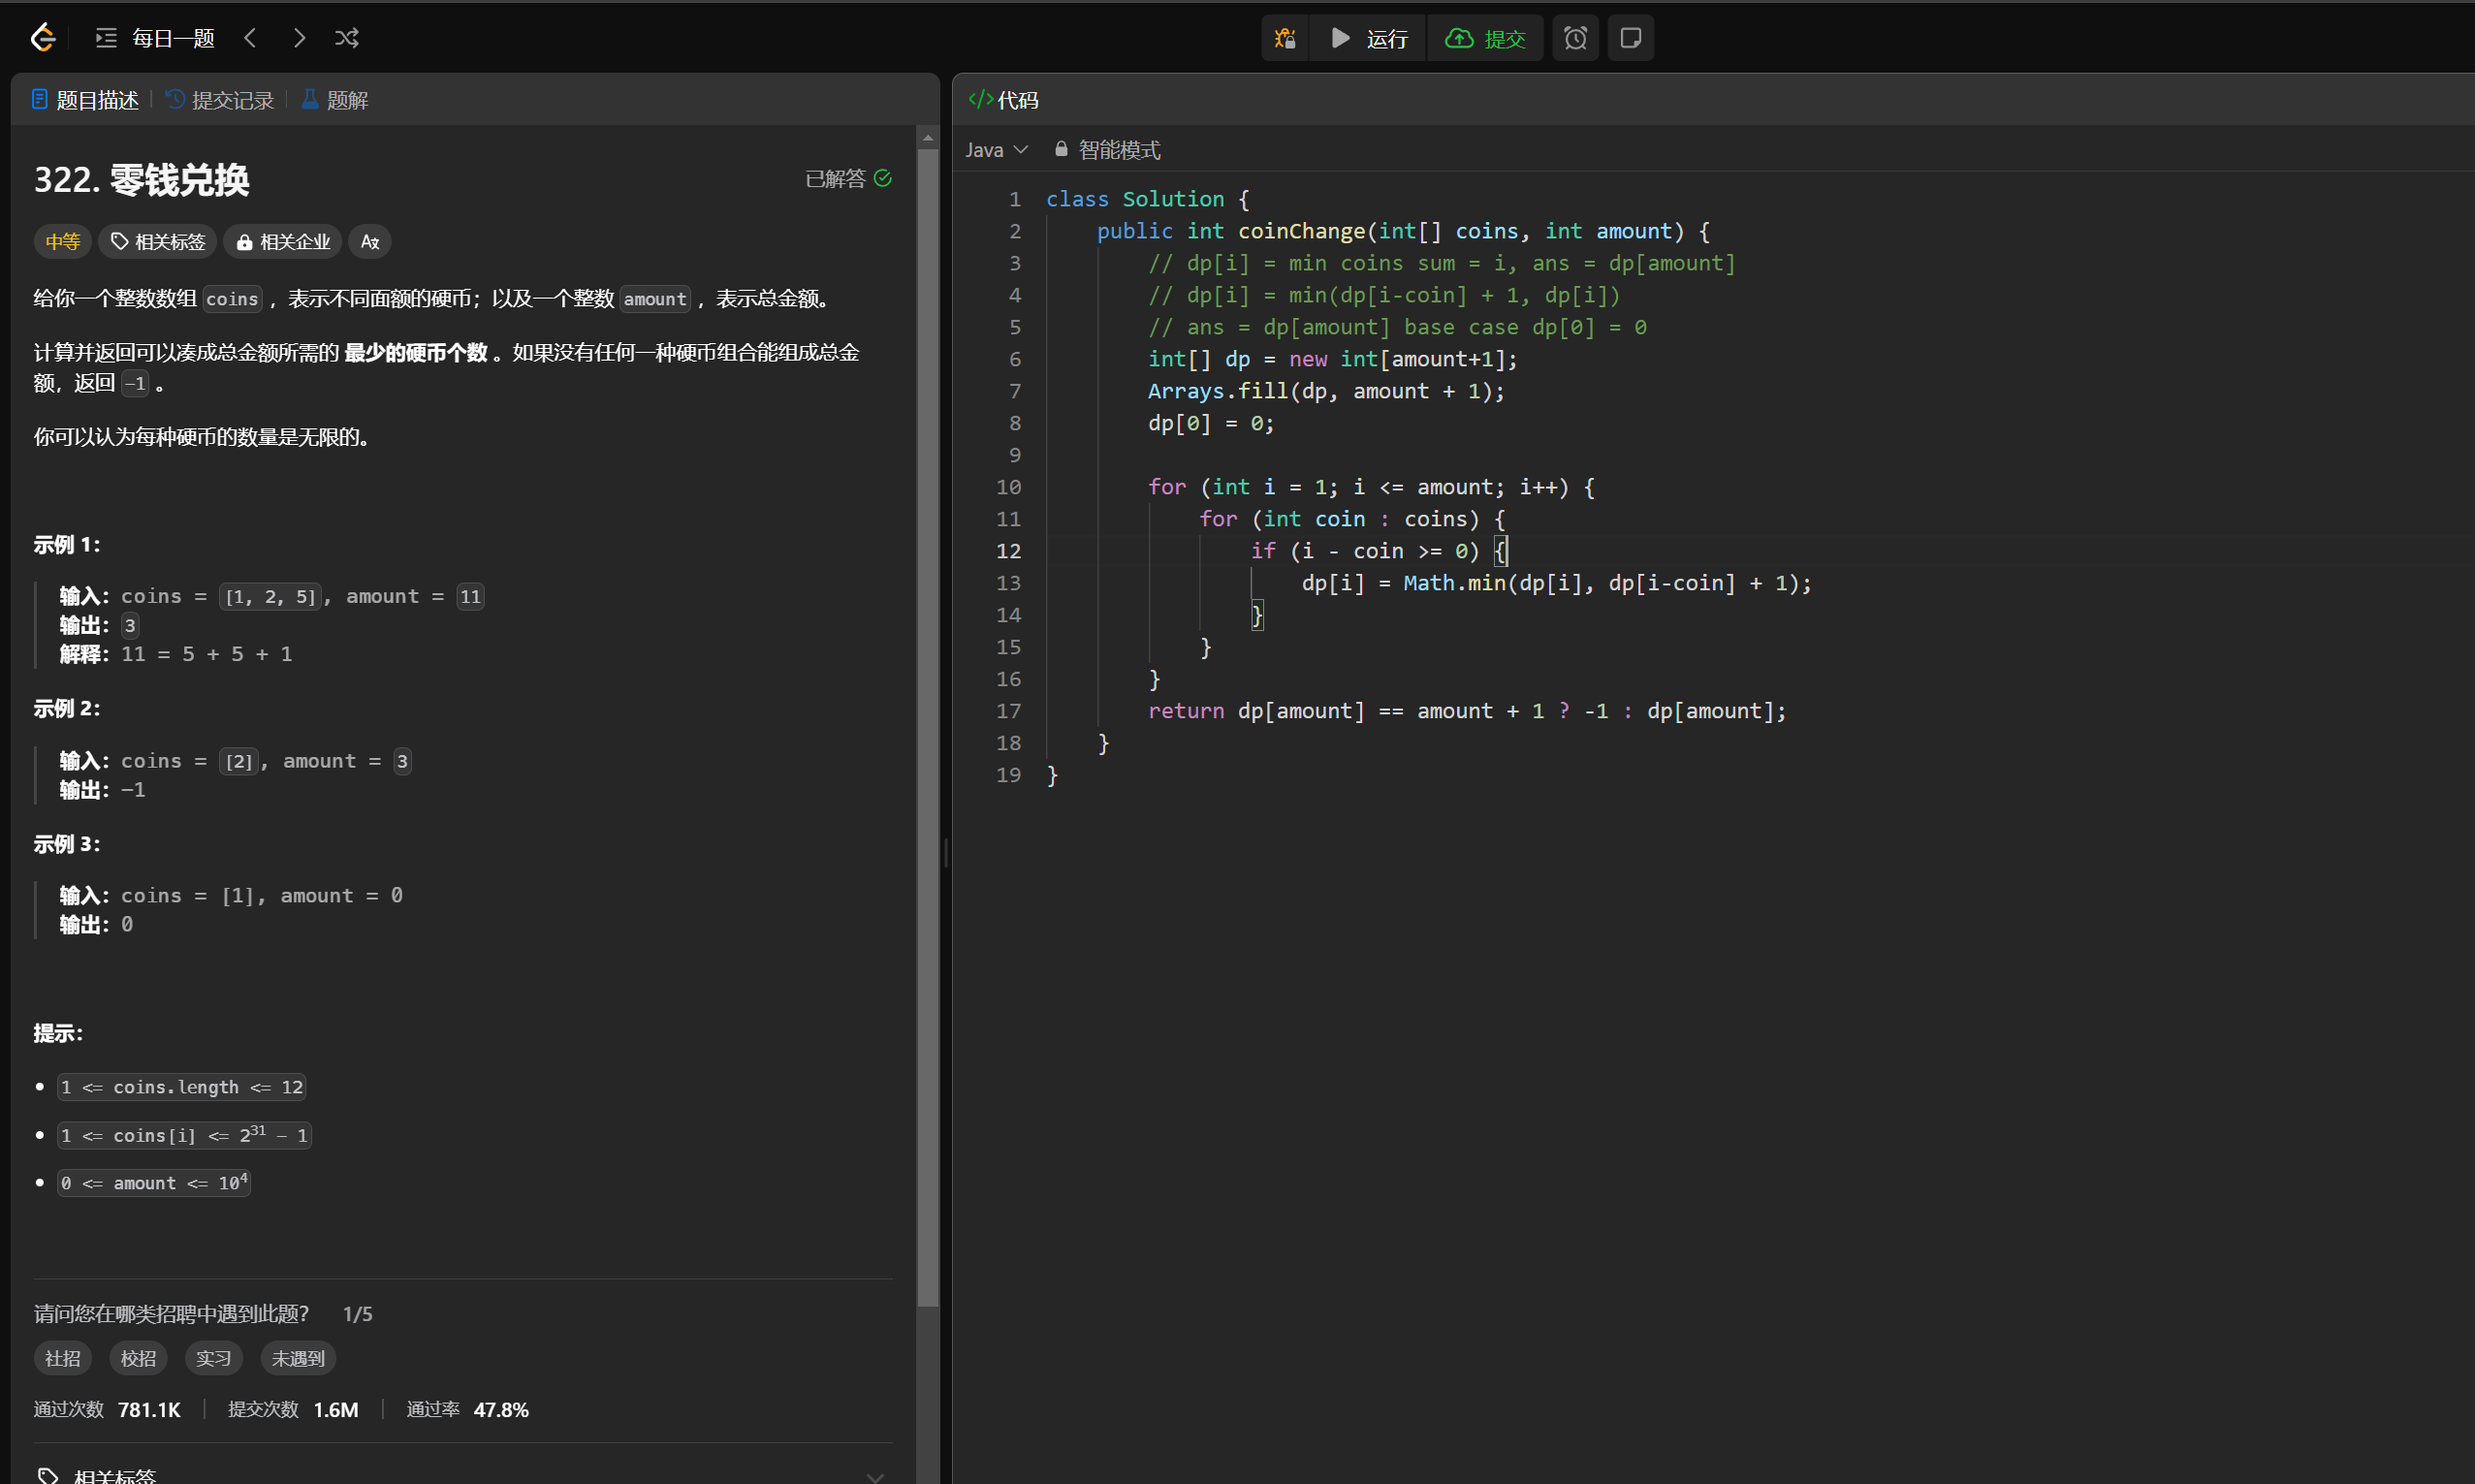 每日一题
运行
提交
题目描述
提交记录
题解
322. 零钱兑换
已解答
中等
相关标签
相关企业
给你一个整数数组 coins ，表示不同面额的硬币；以及一个整数 amount ，表示总金额。
计算并返回可以凑成总金额所需的 最少的硬币个数 。如果没有任何一种硬币组合能组成总金
额，返回 -1 。
你可以认为每种硬币的数量是无限的。
示例 1：
输入：coins = [1, 2, 5], amount = 11
输出：3
解释：11 = 5 + 5 + 1
示例 2：
输入：coins = [2], amount = 3
输出：-1
示例 3：
输入：coins = [1], amount = 0
输出：0
提示：
1 <= coins.length <= 12
1 <= coins[i] <= 2^31 - 1
0 <= amount <= 10^4
请问您在哪类招聘中遇到此题？ 1/5
社招 校招 实习 未遇到
通过次数 781.1K 提交次数 1.6M 通过率 47.8%
相关标签
代码
Java 智能模式
1 class Solution {
2     public int coinChange(int[] coins, int amount) {
3         // dp[i] = min coins sum = i, ans = dp[amount]
4         // dp[i] = min(dp[i-coin] + 1, dp[i])
5         // ans = dp[amount] base case dp[0] = 0
6         int[] dp = new int[amount+1];
7         Arrays.fill(dp, amount + 1);
8         dp[0] = 0;
9
10         for (int i = 1; i <= amount; i++) {
11             for (int coin : coins) {
12                 if (i - coin >= 0) {
13                     dp[i] = Math.min(dp[i], dp[i-coin] + 1);
14                 }
15             }
16         }
17         return dp[amount] == amount + 1 ? -1 : dp[amount];
18     }
19 }